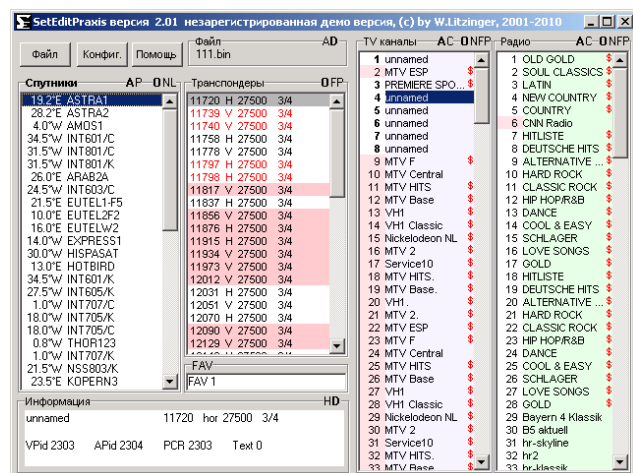 SetEditPraxis версия 2.01 незарегистрированная демо версия, (c) by W.Litzinger, 2001-2010
Файл Конфиг. Помощь
Файл AD
111.bin
Спутники AP ONL
19.2°E ASTRA1
28.2°E ASTRA2
4.0°W AMOS1
34.5°W INT601/C
31.5°W INT801/C
31.5°W INT801/K
26.0°E ARAB2A
24.5°W INT603/C
21.5°E EUTEL1-F5
10.0°E EUTEL2F2
16.0°E EUTELW2
14.0°W EXPRESS1
30.0°W HISPASAT
13.0°E HOTBIRD
34.5°W INT601/K
27.5°W INT605/K
1.0°W INT707/C
18.0°W INT705/K
18.0°W INT705/C
0.8°W THOR123
1.0°W INT707/K
21.5°W NSS803/K
23.5°E KOPERN3
Транспондеры OFP
11720 H 27500 3/4
11739 V 27500 3/4
11740 V 27500 3/4
11758 H 27500 3/4
11778 V 27500 3/4
11797 H 27500 3/4
11798 H 27500 3/4
11817 V 27500 3/4
11837 H 27500 3/4
11856 V 27500 3/4
11876 H 27500 3/4
11915 H 27500 3/4
11934 V 27500 3/4
11973 V 27500 3/4
12012 V 27500 3/4
12031 H 27500 3/4
12051 V 27500 3/4
12070 H 27500 3/4
12090 V 27500 3/4
12129 V 27500 3/4
FAV
FAV 1
TV каналы AC-ONFP
1 unnamed
2 MTV ESP $
3 PREMIERE SPO... $
4 unnamed
5 unnamed
6 unnamed
7 unnamed
8 unnamed
9 MTV F $
10 MTV Central
11 MTV HITS $
12 MTV Base $
13 VH1 $
14 VH1 Classic $
15 Nickelodeon NL $
16 MTV 2 $
17 Service10 $
18 MTV HITS. $
19 MTV Base. $
20 VH1. $
21 MTV 2. $
22 MTV ESP $
23 MTV F $
24 MTV Central
25 MTV HITS $
26 MTV Base $
27 VH1 $
28 VH1 Classic $
29 Nickelodeon NL $
30 MTV 2 $
31 Service10 $
32 MTV HITS. $
33 MTV Base $
Радио AC-ONFP
1 OLD GOLD $
2 SOUL CLASSICS $
3 LATIN $
4 NEW COUNTRY $
5 COUNTRY $
6 CNN Radio
7 HITLISTE $
8 DEUTSCHE HITS $
9 ALTERNATIVE ... $
10 HARD ROCK $
11 CLASSIC ROCK $
12 HIP HOP/R&B $
13 DANCE $
14 COOL & EASY $
15 SCHLAGER $
16 LOVE SONGS $
17 GOLD $
18 HITLISTE $
19 DEUTSCHE HITS $
20 ALTERNATIVE ... $
21 HARD ROCK $
22 CLASSIC ROCK $
23 HIP HOP/R&B $
24 DANCE $
25 COOL & EASY $
26 SCHLAGER $
27 LOVE SONGS $
28 GOLD $
29 Bayern 4 Klassik
30 B5 aktuell
31 hr-skyline
32 hr2
33 hr-klassik
Информация HD
unnamed 11720 hor 27500 3/4
VPid 2303 APid 2304 PCR 2303 Text 0